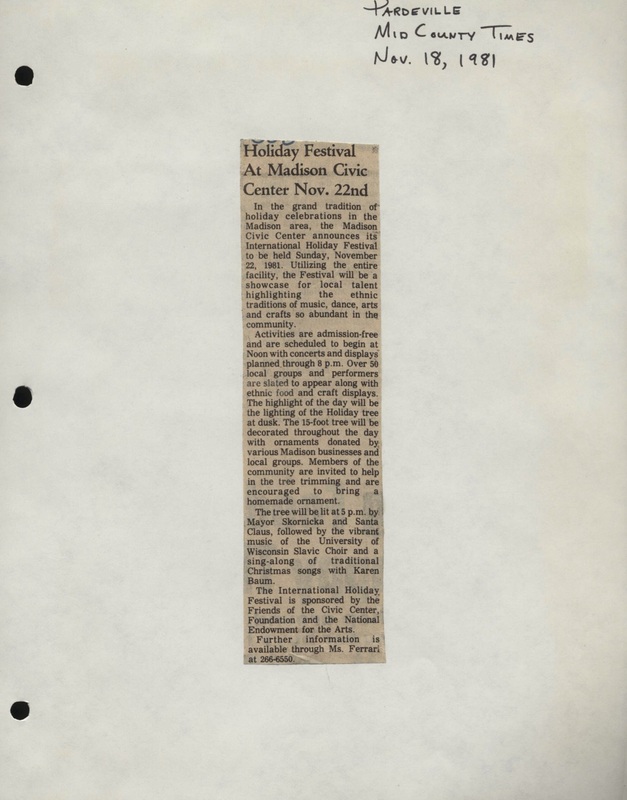 PARDEVILLE
MID COUNTY TIMES
NOV. 18, 1981
Holiday Festival
At Madison Civic
Center Nov. 22nd
In the grand tradition of
holiday celebrations in the
Madison area, the Madison
Civic Center announces its
International Holiday Festival
to be held Sunday, November
22, 1981. Utilizing the entire
facility, the Festival will be a
showcase for local talent
highlighting the ethnic
traditions of music, dance, arts
and crafts so abundant in the
community.
Activities are admission-free
and are scheduled to begin at
Noon with concerts and displays
planned through 8 p.m. Over 50
local groups and performers
are slated to appear along with
ethnic food and craft displays.
The highlight of the day will be
the lighting of the Holiday tree
at dusk. The 15-foot tree will be
decorated throughout the day
with ornaments donated by
various Madison businesses and
local groups. Members of the
community are invited to help
in the tree trimming and are
encouraged to bring a
homemade ornament.
The tree will be lit at 5 p.m. by
Mayor Skornicka and Santa
Claus, followed by the vibrant
music of the University of
Wisconsin Slavic Choir and a
sing-along of traditional
Christmas songs with Karen
Baum.
The International Holiday
Festival is sponsored by the
Friends of the Civic Center,
Foundation and the National
Endowment for the Arts.
Further information is
available through Ms. Ferrari
at 266-6550.